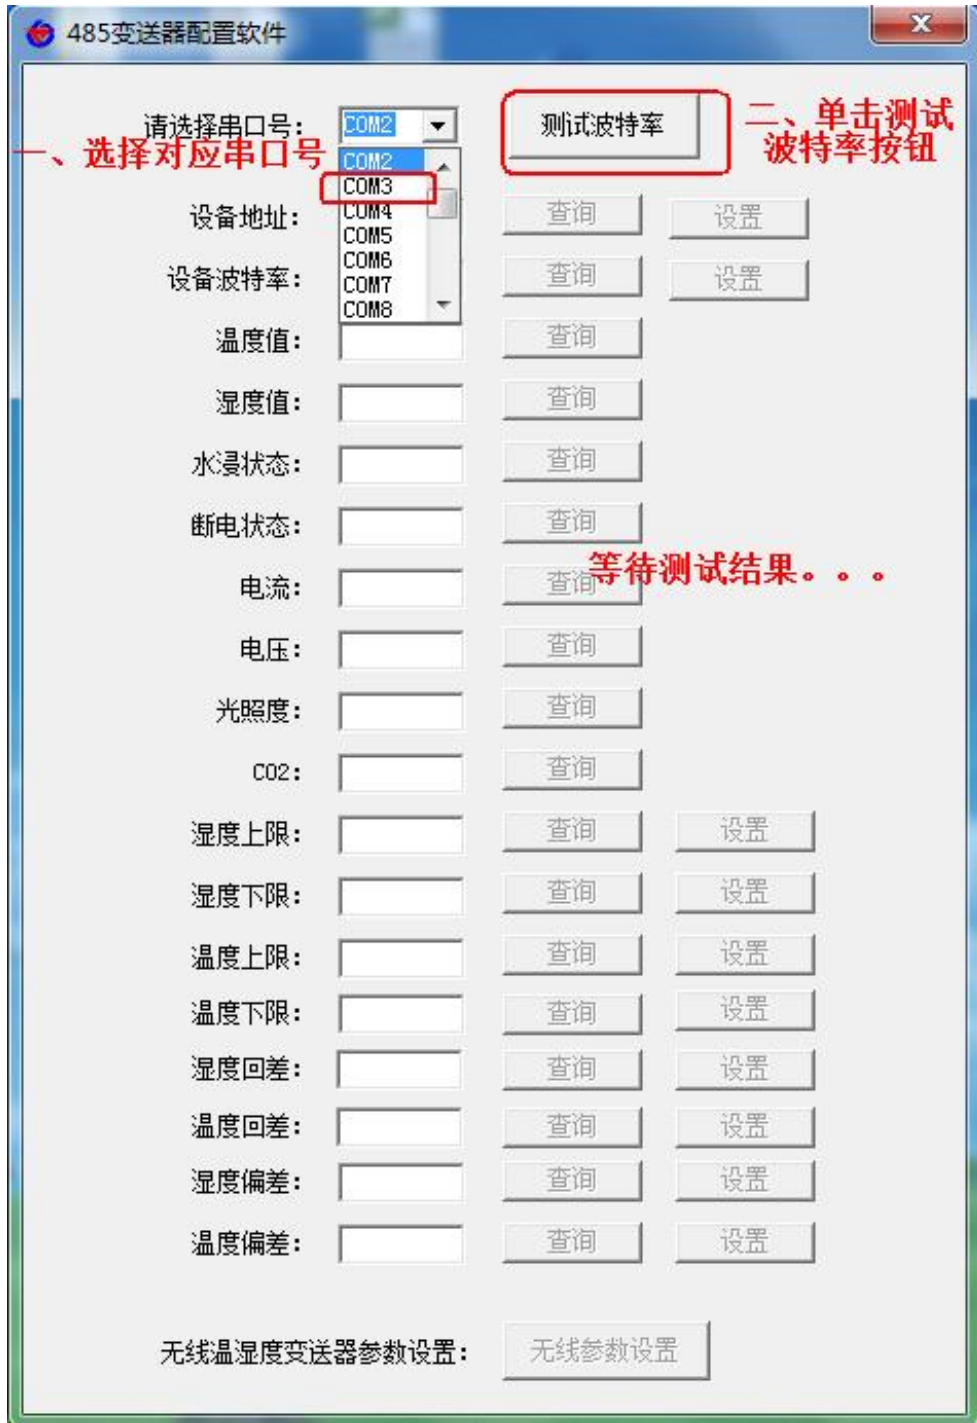 485变送器配置软件
请选择串口号：
COM2
测试波特率
二、单击测试
波特率按钮
一、选择对应串口号
COM2
COM3
COM4
COM5
COM6
COM7
COM8
设备地址： 查询 设置
设备波特率： 查询 设置
温度值： 查询
湿度值： 查询
水浸状态： 查询
断电状态： 查询
等待测试结果。。。
电流： 查询
电压： 查询
光照度： 查询
CO2： 查询
湿度上限： 查询 设置
湿度下限： 查询 设置
温度上限： 查询 设置
温度下限： 查询 设置
湿度回差： 查询 设置
温度回差： 查询 设置
湿度偏差： 查询 设置
温度偏差： 查询 设置
无线温湿度变送器参数设置： 无线参数设置